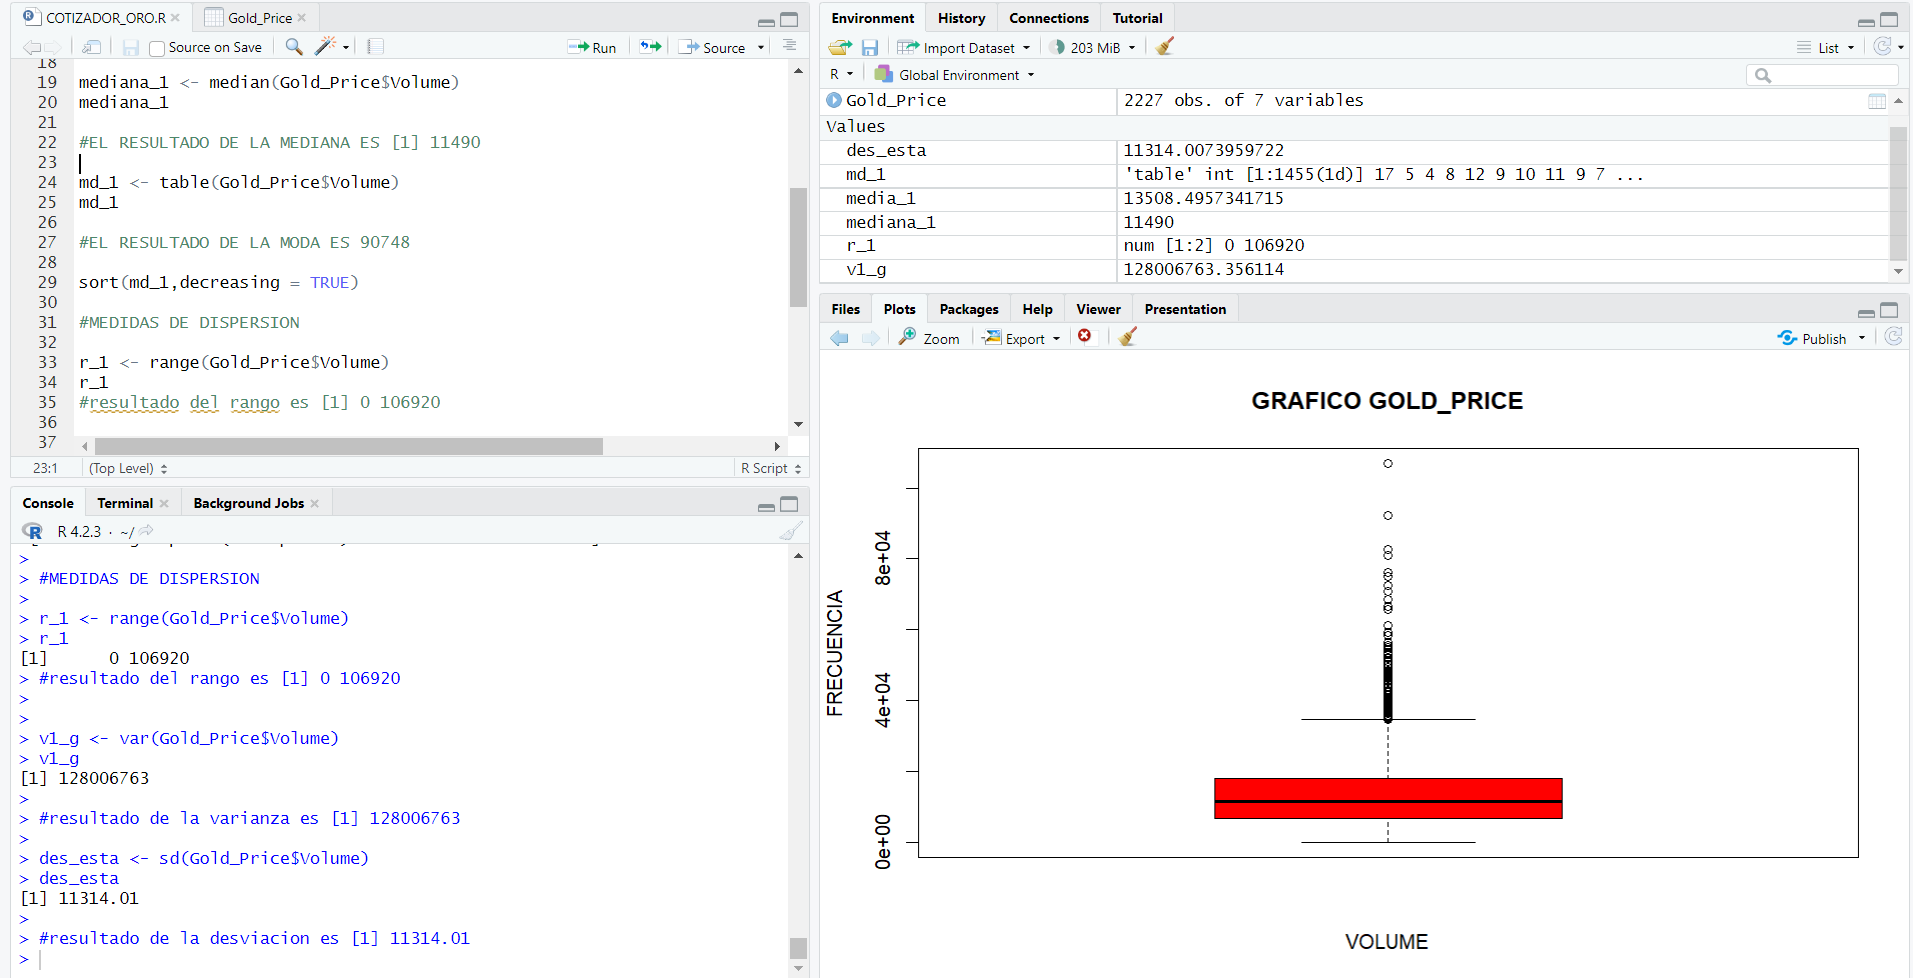 COTIZADOR_ORO.R
Gold_Price
Source on Save
Run
Source
18
19 mediana_1 <- median(Gold_Price$Volume)
20 mediana_1
21
22 #EL RESULTADO DE LA MEDIANA ES [1] 11490
23
24 md_1 <- table(Gold_Price$Volume)
25 md_1
26
27 #EL RESULTADO DE LA MODA ES 90748
28
29 sort(md_1,decreasing = TRUE)
30
31 #MEDIDAS DE DISPERSION
32
33 r_1 <- range(Gold_Price$Volume)
34 r_1
35 #resultado del rango es [1] 0 106920
36
37
23:1 (Top Level) R Script
Console Terminal Background Jobs
R 4.2.3 · ~/
>
> #MEDIDAS DE DISPERSION
>
> r_1 <- range(Gold_Price$Volume)
> r_1
[1]      0 106920
> #resultado del rango es [1] 0 106920
>
>
> v1_g <- var(Gold_Price$Volume)
> v1_g
[1] 128006763
>
> #resultado de la varianza es [1] 128006763
>
> des_esta <- sd(Gold_Price$Volume)
> des_esta
[1] 11314.01
>
> #resultado de la desviacion es [1] 11314.01
>
Environment History Connections Tutorial
Import Dataset 203 MiB List
R Global Environment
Gold_Price 2227 obs. of 7 variables
Values
des_esta 11314.0073959722
md_1 'table' int [1:1455(1d)] 17 5 4 8 12 9 10 11 9 7 ...
media_1 13508.4957341715
mediana_1 11490
r_1 num [1:2] 0 106920
v1_g 128006763.356114
Files Plots Packages Help Viewer Presentation
Zoom Export Publish
GRAFICO GOLD_PRICE
FRECUENCIA
8e+04
4e+04
0e+00
VOLUME